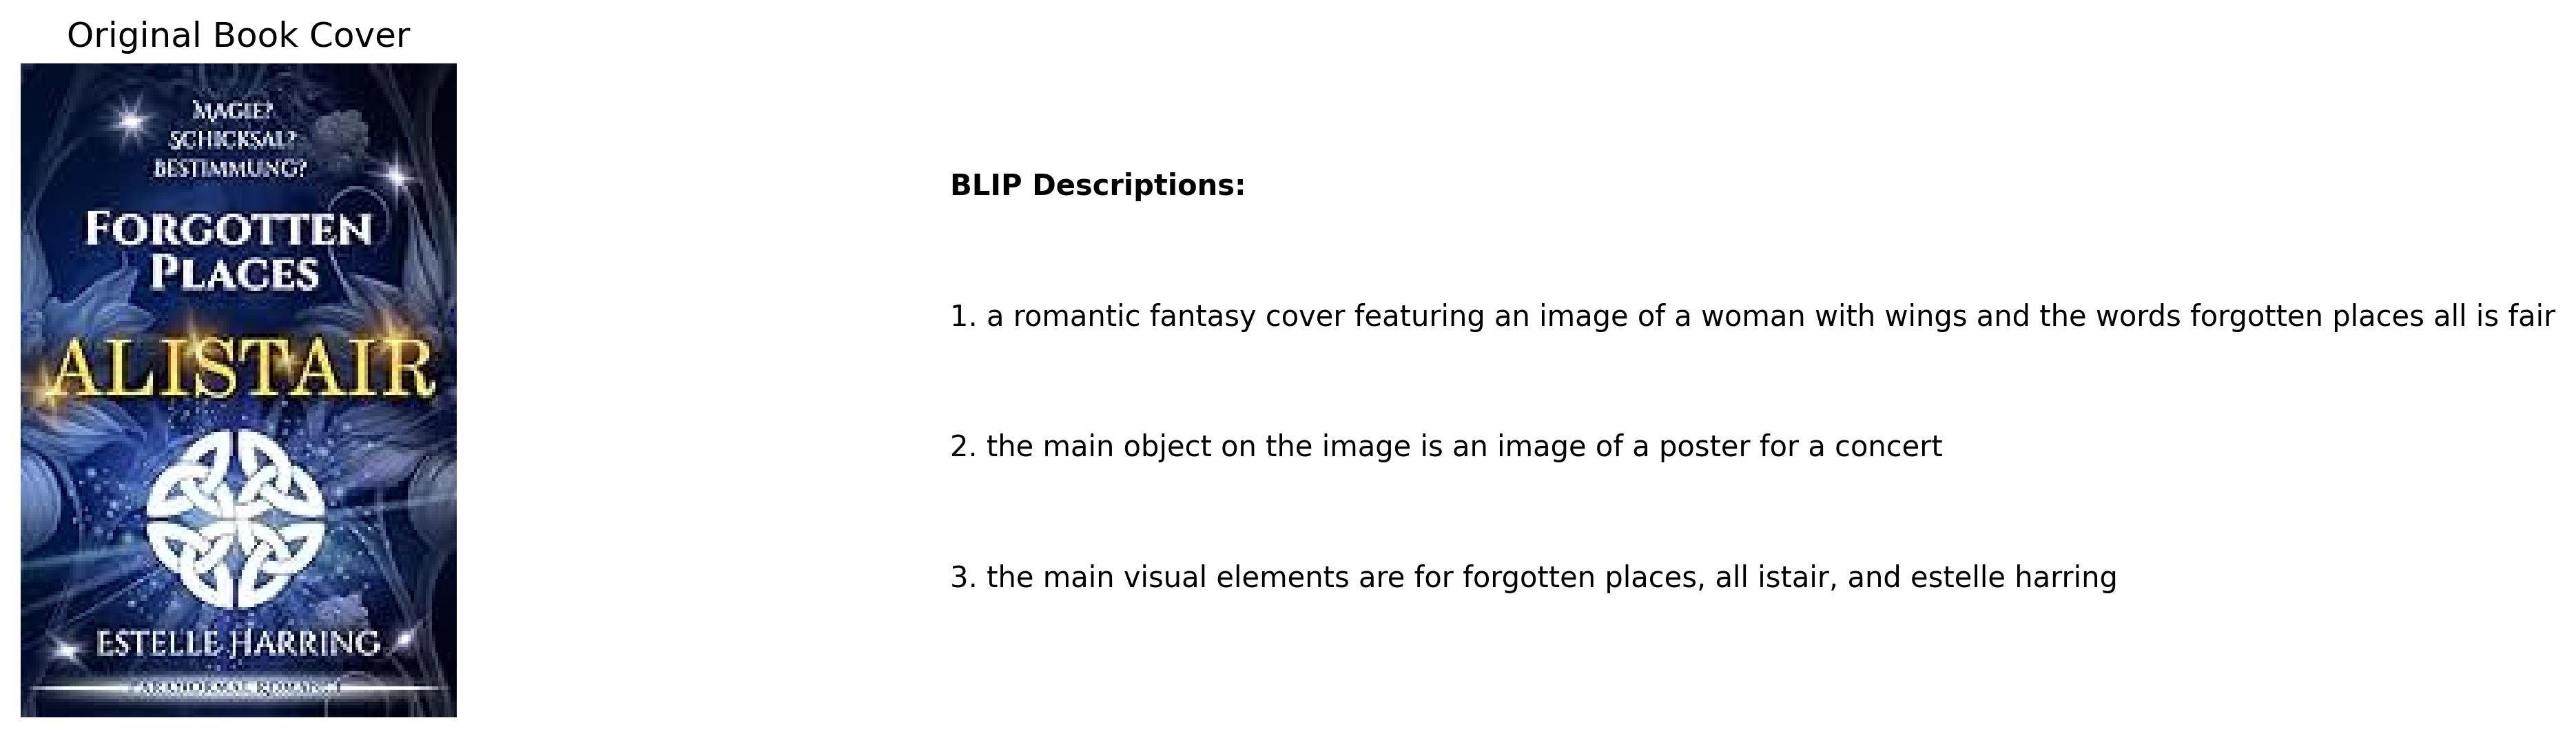 Original Book Cover
MAGIE?
SCHICKSAL?
BESTIMMUNG?
FORGOTTEN
PLACES
ALISTAIR
ESTELLE HARRING
PARANORMAL ROMANCE
BLIP Descriptions:
1. a romantic fantasy cover featuring an image of a woman with wings and the words forgotten places all is fair
2. the main object on the image is an image of a poster for a concert
3. the main visual elements are for forgotten places, all istair, and estelle harring